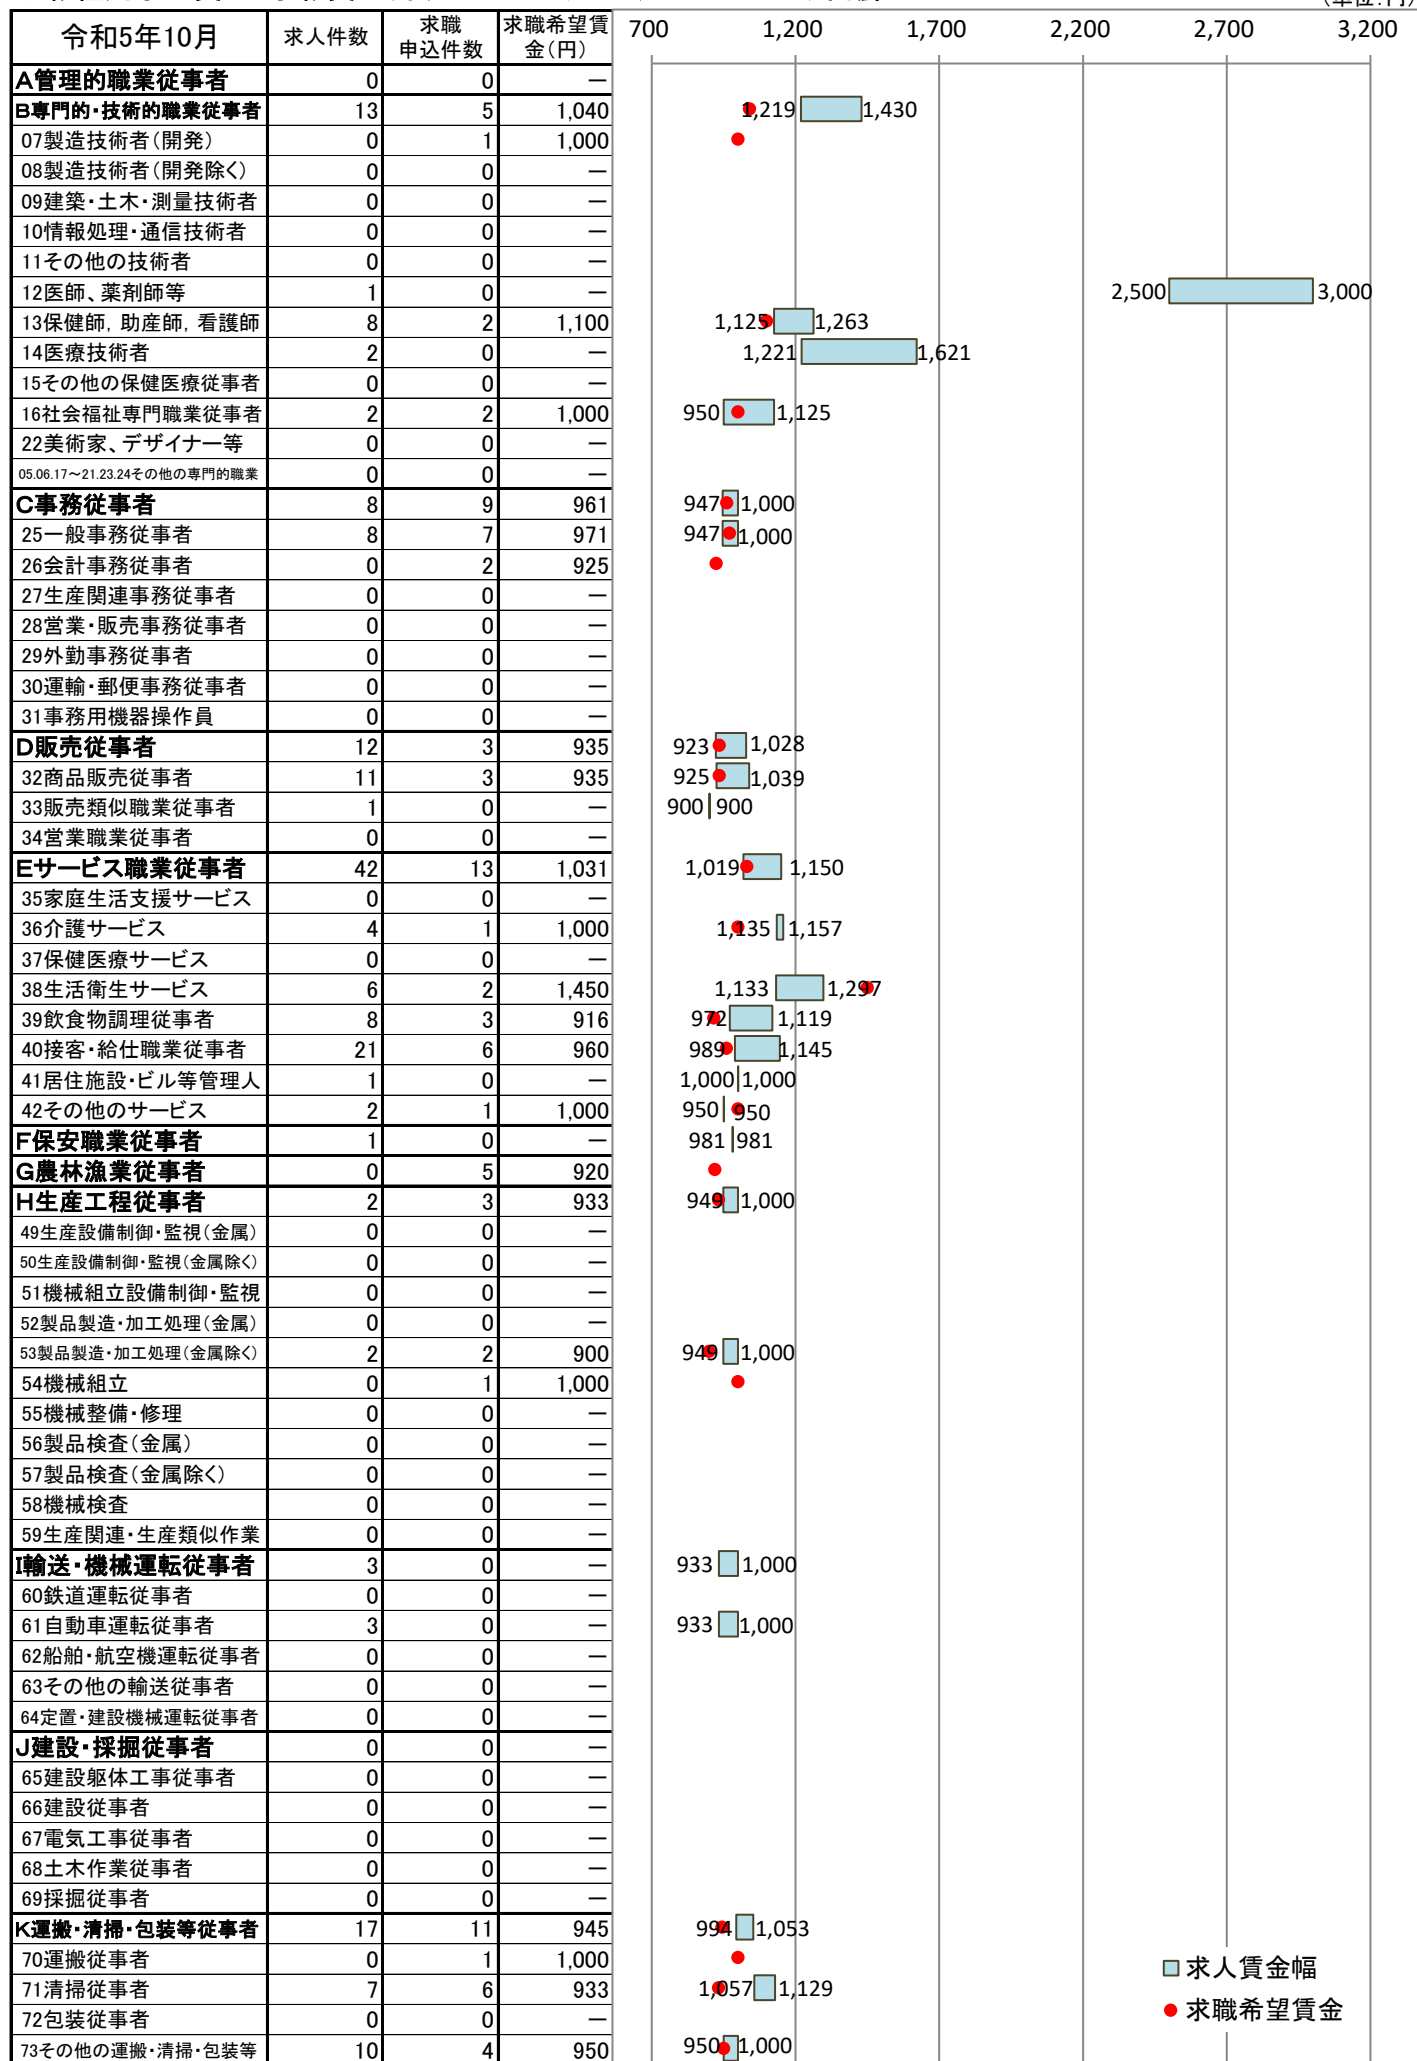 (単位:円)
令和5年10月 求人件数 求職申込件数 求職希望賃金(円) 700 1,200 1,700 2,200 2,700 3,200
A管理的職業従事者 0 0 ―
B専門的・技術的職業従事者 13 5 1,040 1,219 1,430
07製造技術者(開発) 0 1 1,000
08製造技術者(開発除く) 0 0 ―
09建築・土木・測量技術者 0 0 ―
10情報処理・通信技術者 0 0 ―
11その他の技術者 0 0 ―
12医師、薬剤師等 1 0 ― 2,500 3,000
13保健師,助産師,看護師 8 2 1,100 1,125 1,263
14医療技術者 2 0 ― 1,221 1,621
15その他の保健医療従事者 0 0 ―
16社会福祉専門職業従事者 2 2 1,000 950 1,125
22美術家、デザイナー等 0 0 ―
05.06.17~21.23.24その他の専門的職業 0 0 ―
C事務従事者 8 9 961 947 1,000
25一般事務従事者 8 7 971 947 1,000
26会計事務従事者 0 2 925
27生産関連事務従事者 0 0 ―
28営業・販売事務従事者 0 0 ―
29外勤事務従事者 0 0 ―
30運輸・郵便事務従事者 0 0 ―
31事務用機器操作員 0 0 ―
D販売従事者 12 3 935 923 1,028
32商品販売従事者 11 3 935 925 1,039
33販売類似職業従事者 1 0 ― 900 900
34営業職業従事者 0 0 ―
Eサービス職業従事者 42 13 1,031 1,019 1,150
35家庭生活支援サービス 0 0 ―
36介護サービス 4 1 1,000 1,135 1,157
37保健医療サービス 0 0 ―
38生活衛生サービス 6 2 1,450 1,133 1,297
39飲食物調理従事者 8 3 916 972 1,119
40接客・給仕職業従事者 21 6 960 989 1,145
41居住施設・ビル等管理人 1 0 ― 1,000 1,000
42その他のサービス 2 1 1,000 950 950
F保安職業従事者 1 0 ― 981 981
G農林漁業従事者 0 5 920
H生産工程従事者 2 3 933 949 1,000
49生産設備制御・監視(金属) 0 0 ―
50生産設備制御・監視(金属除く) 0 0 ―
51機械組立設備制御・監視 0 0 ―
52製品製造・加工処理(金属) 0 0 ―
53製品製造・加工処理(金属除く) 2 2 900 949 1,000
54機械組立 0 1 1,000
55機械整備・修理 0 0 ―
56製品検査(金属) 0 0 ―
57製品検査(金属除く) 0 0 ―
58機械検査 0 0 ―
59生産関連・生産類似作業 0 0 ―
I輸送・機械運転従事者 3 0 ― 933 1,000
60鉄道運転従事者 0 0 ―
61自動車運転従事者 3 0 ― 933 1,000
62船舶・航空機運転従事者 0 0 ―
63その他の輸送従事者 0 0 ―
64定置・建設機械運転従事者 0 0 ―
J建設・採掘従事者 0 0 ―
65建設躯体工事従事者 0 0 ―
66建設従事者 0 0 ―
67電気工事従事者 0 0 ―
68土木作業従事者 0 0 ―
69採掘従事者 0 0 ―
K運搬・清掃・包装等従事者 17 11 945 994 1,053
70運搬従事者 0 1 1,000
71清掃従事者 7 6 933 1,057 1,129
72包装従事者 0 0 ―
73その他の運搬・清掃・包装等 10 4 950 950 1,000
求人賃金幅
求職希望賃金